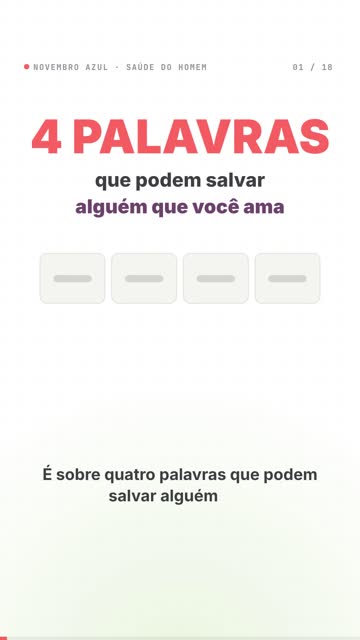 NOVEMBRO AZUL · SAÚDE DO HOMEM 01 / 18
4 PALAVRAS
que podem salvar
alguém que você ama
É sobre quatro palavras que podem
salvar alguém